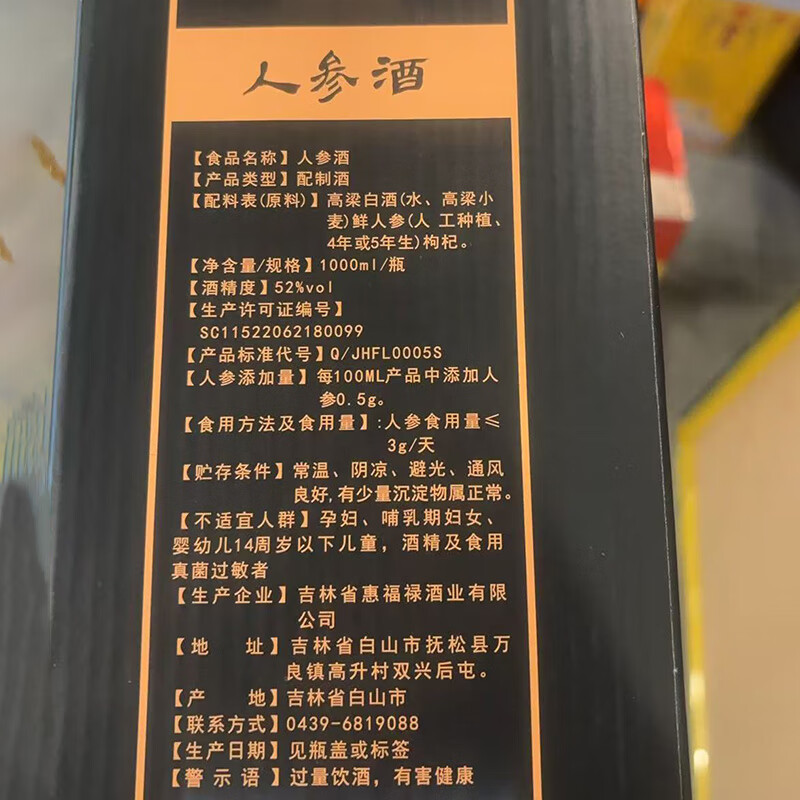 人参酒
【食品名称】人参酒
【产品类型】配制酒
【配料表(原料)】高梁白酒(水、高梁小
麦)鲜人参(人 工种植、
4年或5年生)枸杞。
【净含量/规格】1000ml/瓶
【酒精度】52%vol
【生产许可证编号】
SC11522062180099
【产品标准代号】Q/JHFL0005S
【人参添加量】每100ML产品中添加人
参0.5g。
【食用方法及食用量】:人参食用量≤
3g/天
【贮存条件】常温、阴凉、避光、通风
良好,有少量沉淀物属正常。
【不适宜人群】孕妇、哺乳期妇女、
婴幼儿14周岁以下儿童，酒精及食用
真菌过敏者
【生产企业】吉林省惠福禄酒业有限
公司
【地 址】吉林省白山市抚松县万
良镇高升村双兴后屯。
【产 地】吉林省白山市
【联系方式】0439-6819088
【生产日期】见瓶盖或标签
【警 示 语】过量饮酒，有害健康